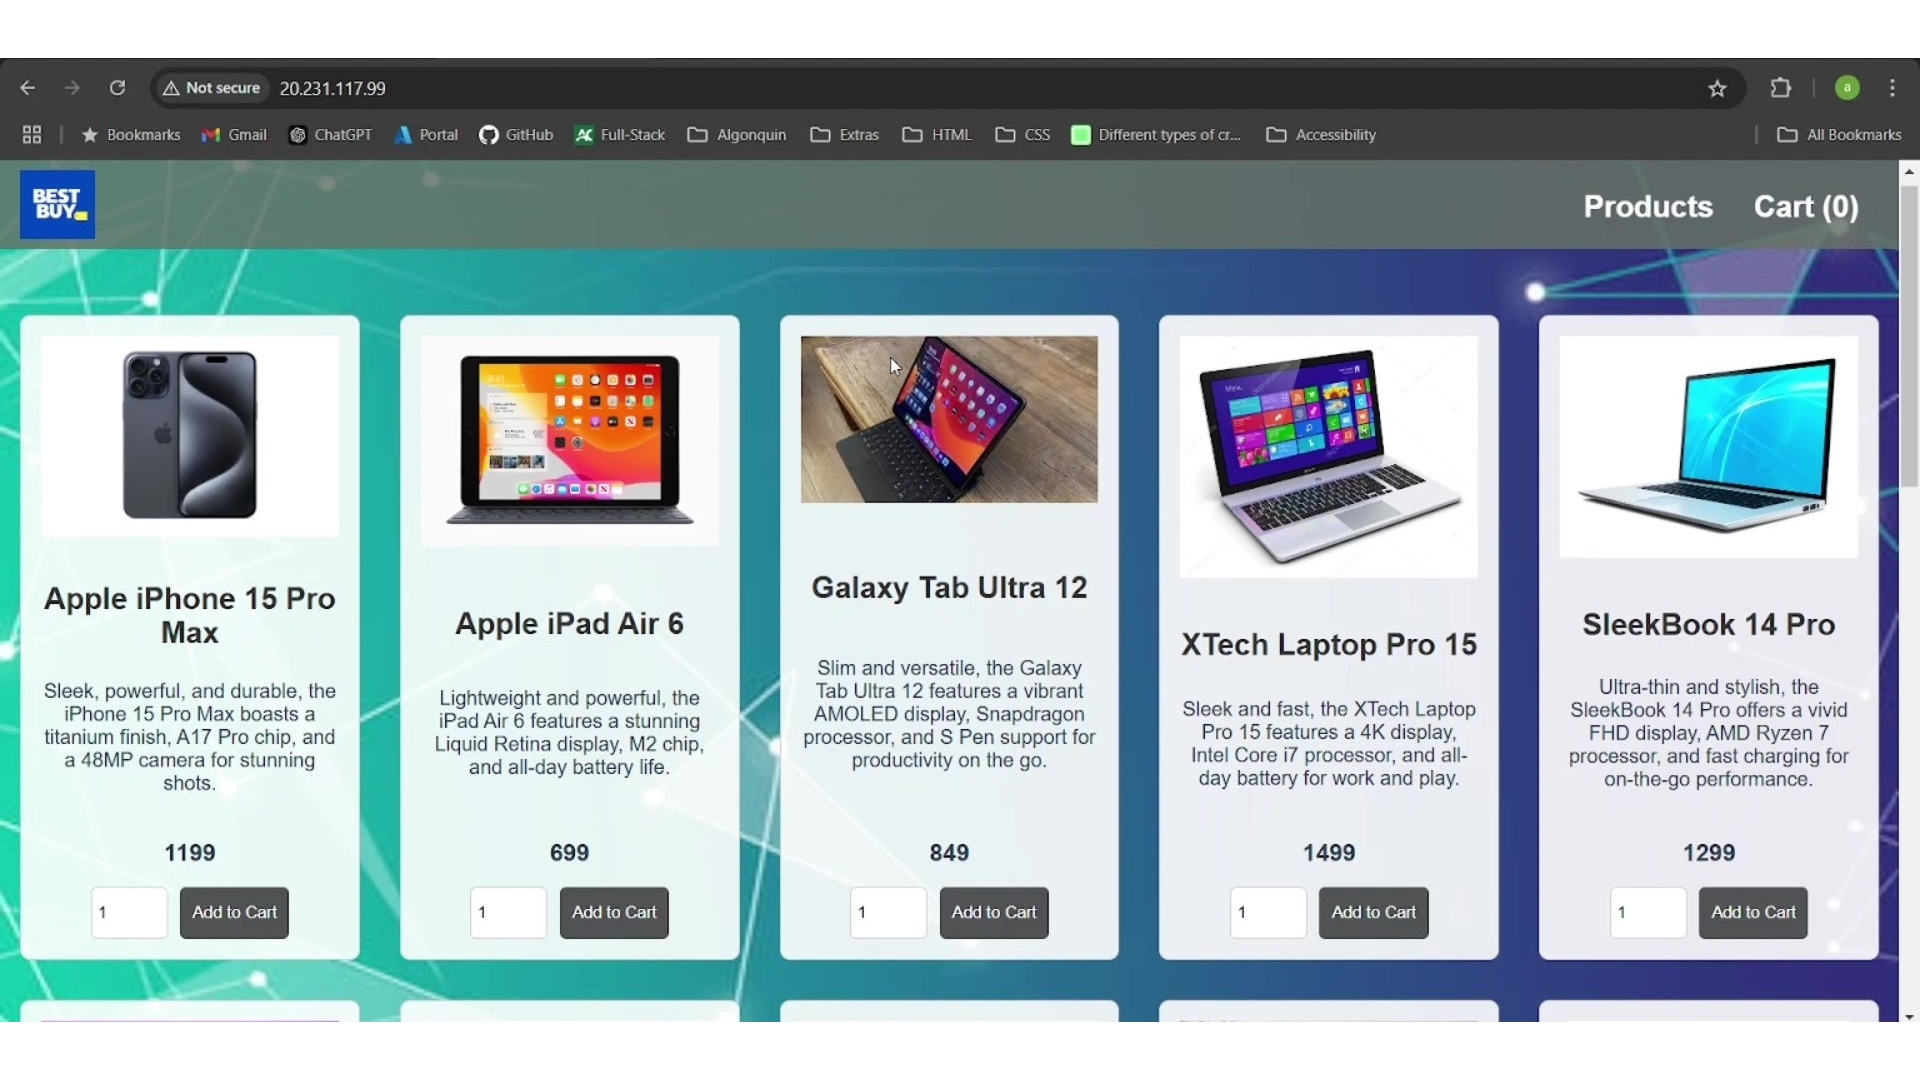 Not secure 20.231.117.99
a
Bookmarks Gmail ChatGPT Portal GitHub AC Full-Stack Algonquin Extras HTML CSS Different types of cr... Accessibility All Bookmarks
BEST
BUY
Products Cart (0)
Apple iPhone 15 Pro
Max
Sleek, powerful, and durable, the
iPhone 15 Pro Max boasts a
titanium finish, A17 Pro chip, and
a 48MP camera for stunning
shots.
1199
1 Add to Cart
Apple iPad Air 6
Lightweight and powerful, the
iPad Air 6 features a stunning
Liquid Retina display, M2 chip,
and all-day battery life.
699
1 Add to Cart
Galaxy Tab Ultra 12
Slim and versatile, the Galaxy
Tab Ultra 12 features a vibrant
AMOLED display, Snapdragon
processor, and S Pen support for
productivity on the go.
849
1 Add to Cart
XTech Laptop Pro 15
Sleek and fast, the XTech Laptop
Pro 15 features a 4K display,
Intel Core i7 processor, and all-
day battery for work and play.
1499
1 Add to Cart
SleekBook 14 Pro
Ultra-thin and stylish, the
SleekBook 14 Pro offers a vivid
FHD display, AMD Ryzen 7
processor, and fast charging for
on-the-go performance.
1299
1 Add to Cart